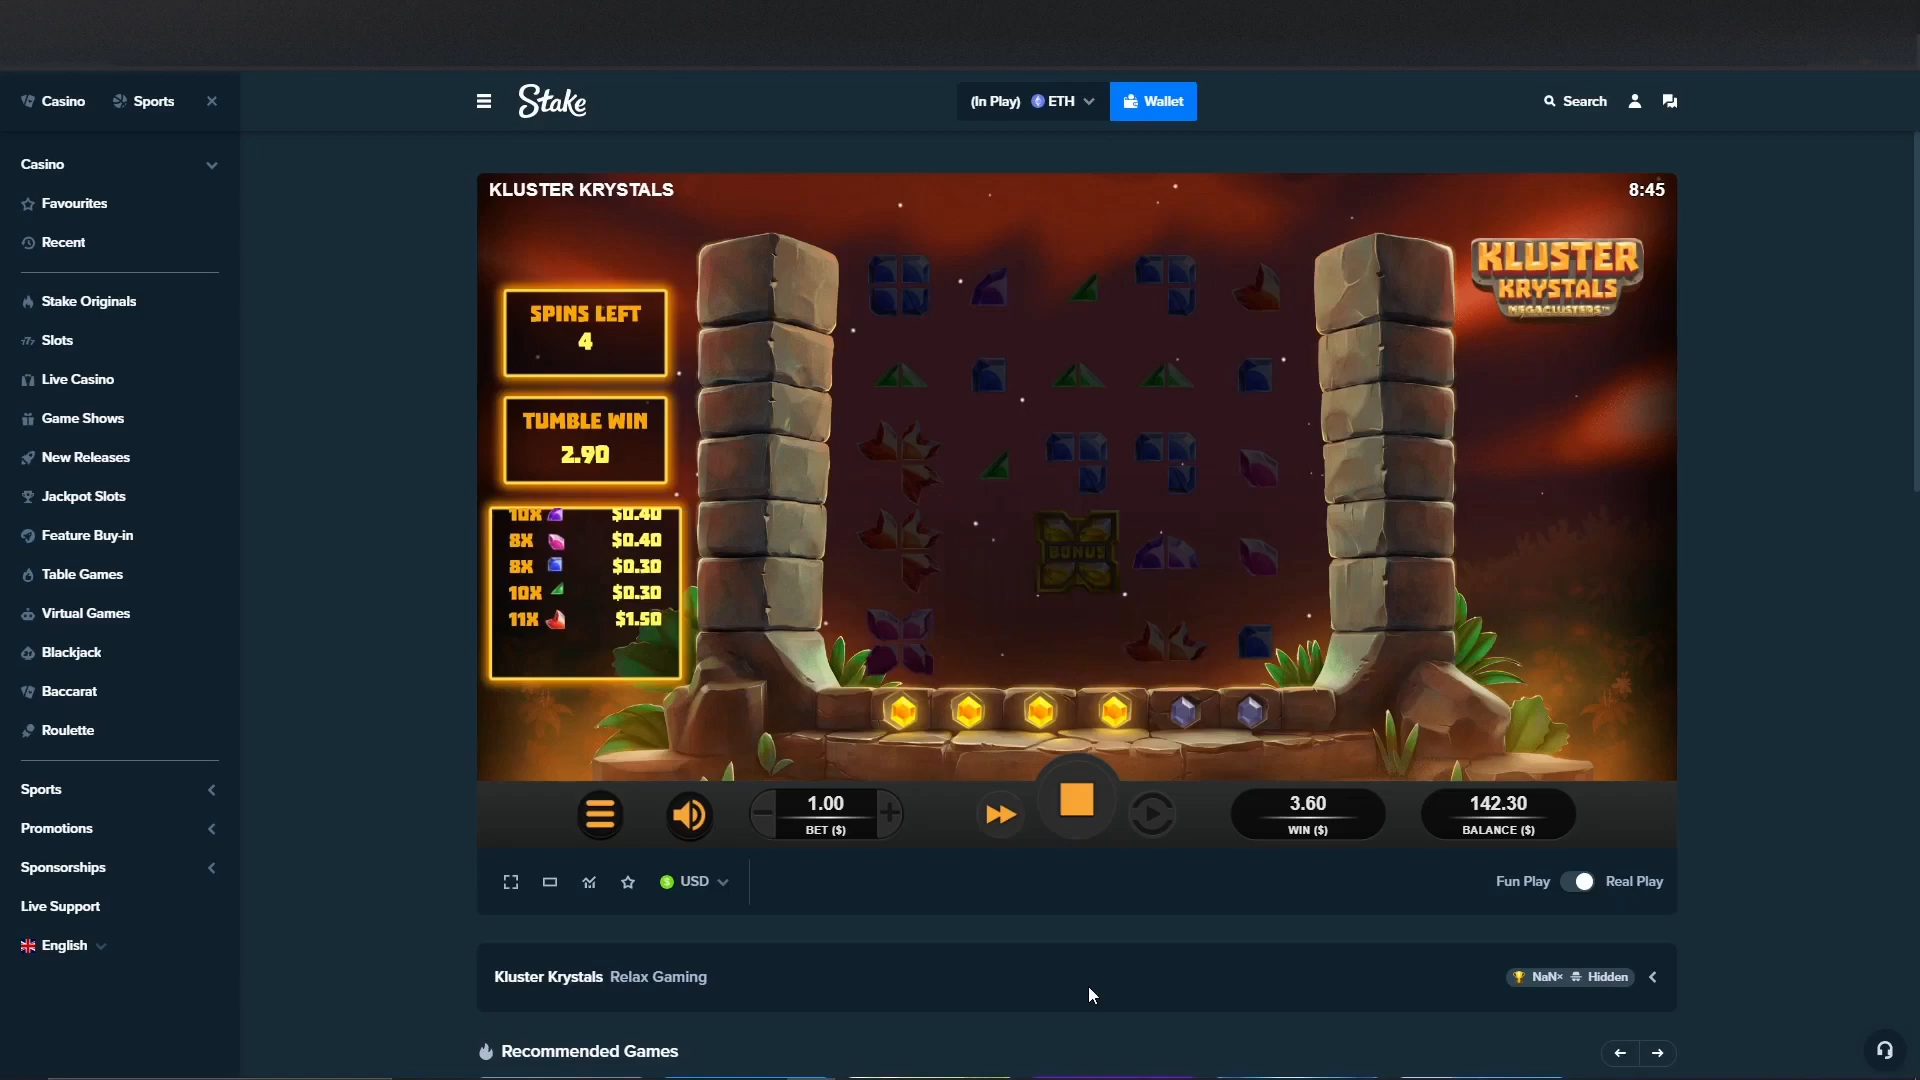 Casino
Sports
Stake
(In Play) ETH
Wallet
Search
Casino
Favourites
Recent
Stake Originals
Slots
Live Casino
Game Shows
New Releases
Jackpot Slots
Feature Buy-in
Table Games
Virtual Games
Blackjack
Baccarat
Roulette
Sports
Promotions
Sponsorships
Live Support
English
KLUSTER KRYSTALS
8:45
KLUSTER
KRYSTALS
MEGACLUSTERS™
SPINS LEFT
4
TUMBLE WIN
2.90
10X $0.40
8X $0.40
8X $0.30
10X $0.30
11X $1.50
BONUS
1.00
BET ($)
3.60
WIN ($)
142.30
BALANCE ($)
USD
Fun Play
Real Play
Kluster Krystals Relax Gaming
NaN× Hidden
Recommended Games